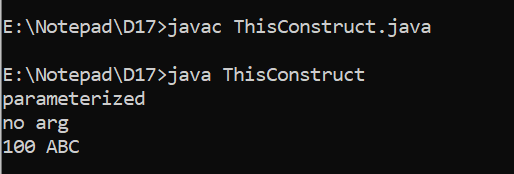 E:\Notepad\D17>javac ThisConstruct.java
E:\Notepad\D17>java ThisConstruct
parameterized
no arg
100 ABC